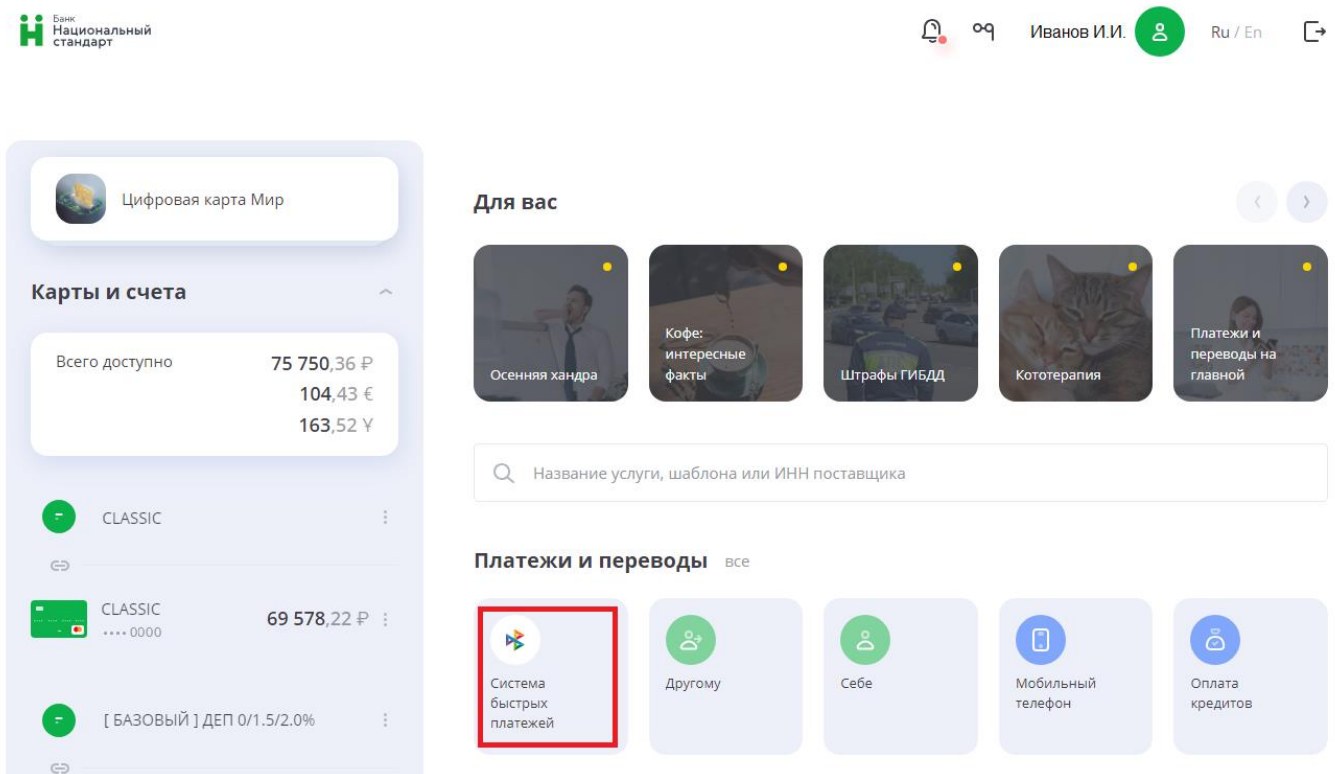 Банк
Национальный
стандарт
Иванов И.И.
Ru / En
Цифровая карта Мир
Карты и счета
Всего доступно
75 750,36 ₽
104,43 €
163,52 ¥
CLASSIC
CLASSIC
•••• 0000
69 578,22 ₽
[ БАЗОВЫЙ ] ДЕП 0/1.5/2.0%
Для вас
Осенняя хандра
Кофе:
интересные
факты
Штрафы ГИБДД
Кототерапия
Платежи и
переводы на
главной
Название услуги, шаблона или ИНН поставщика
Платежи и переводы все
Система
быстрых
платежей
Другому
Себе
Мобильный
телефон
Оплата
кредитов